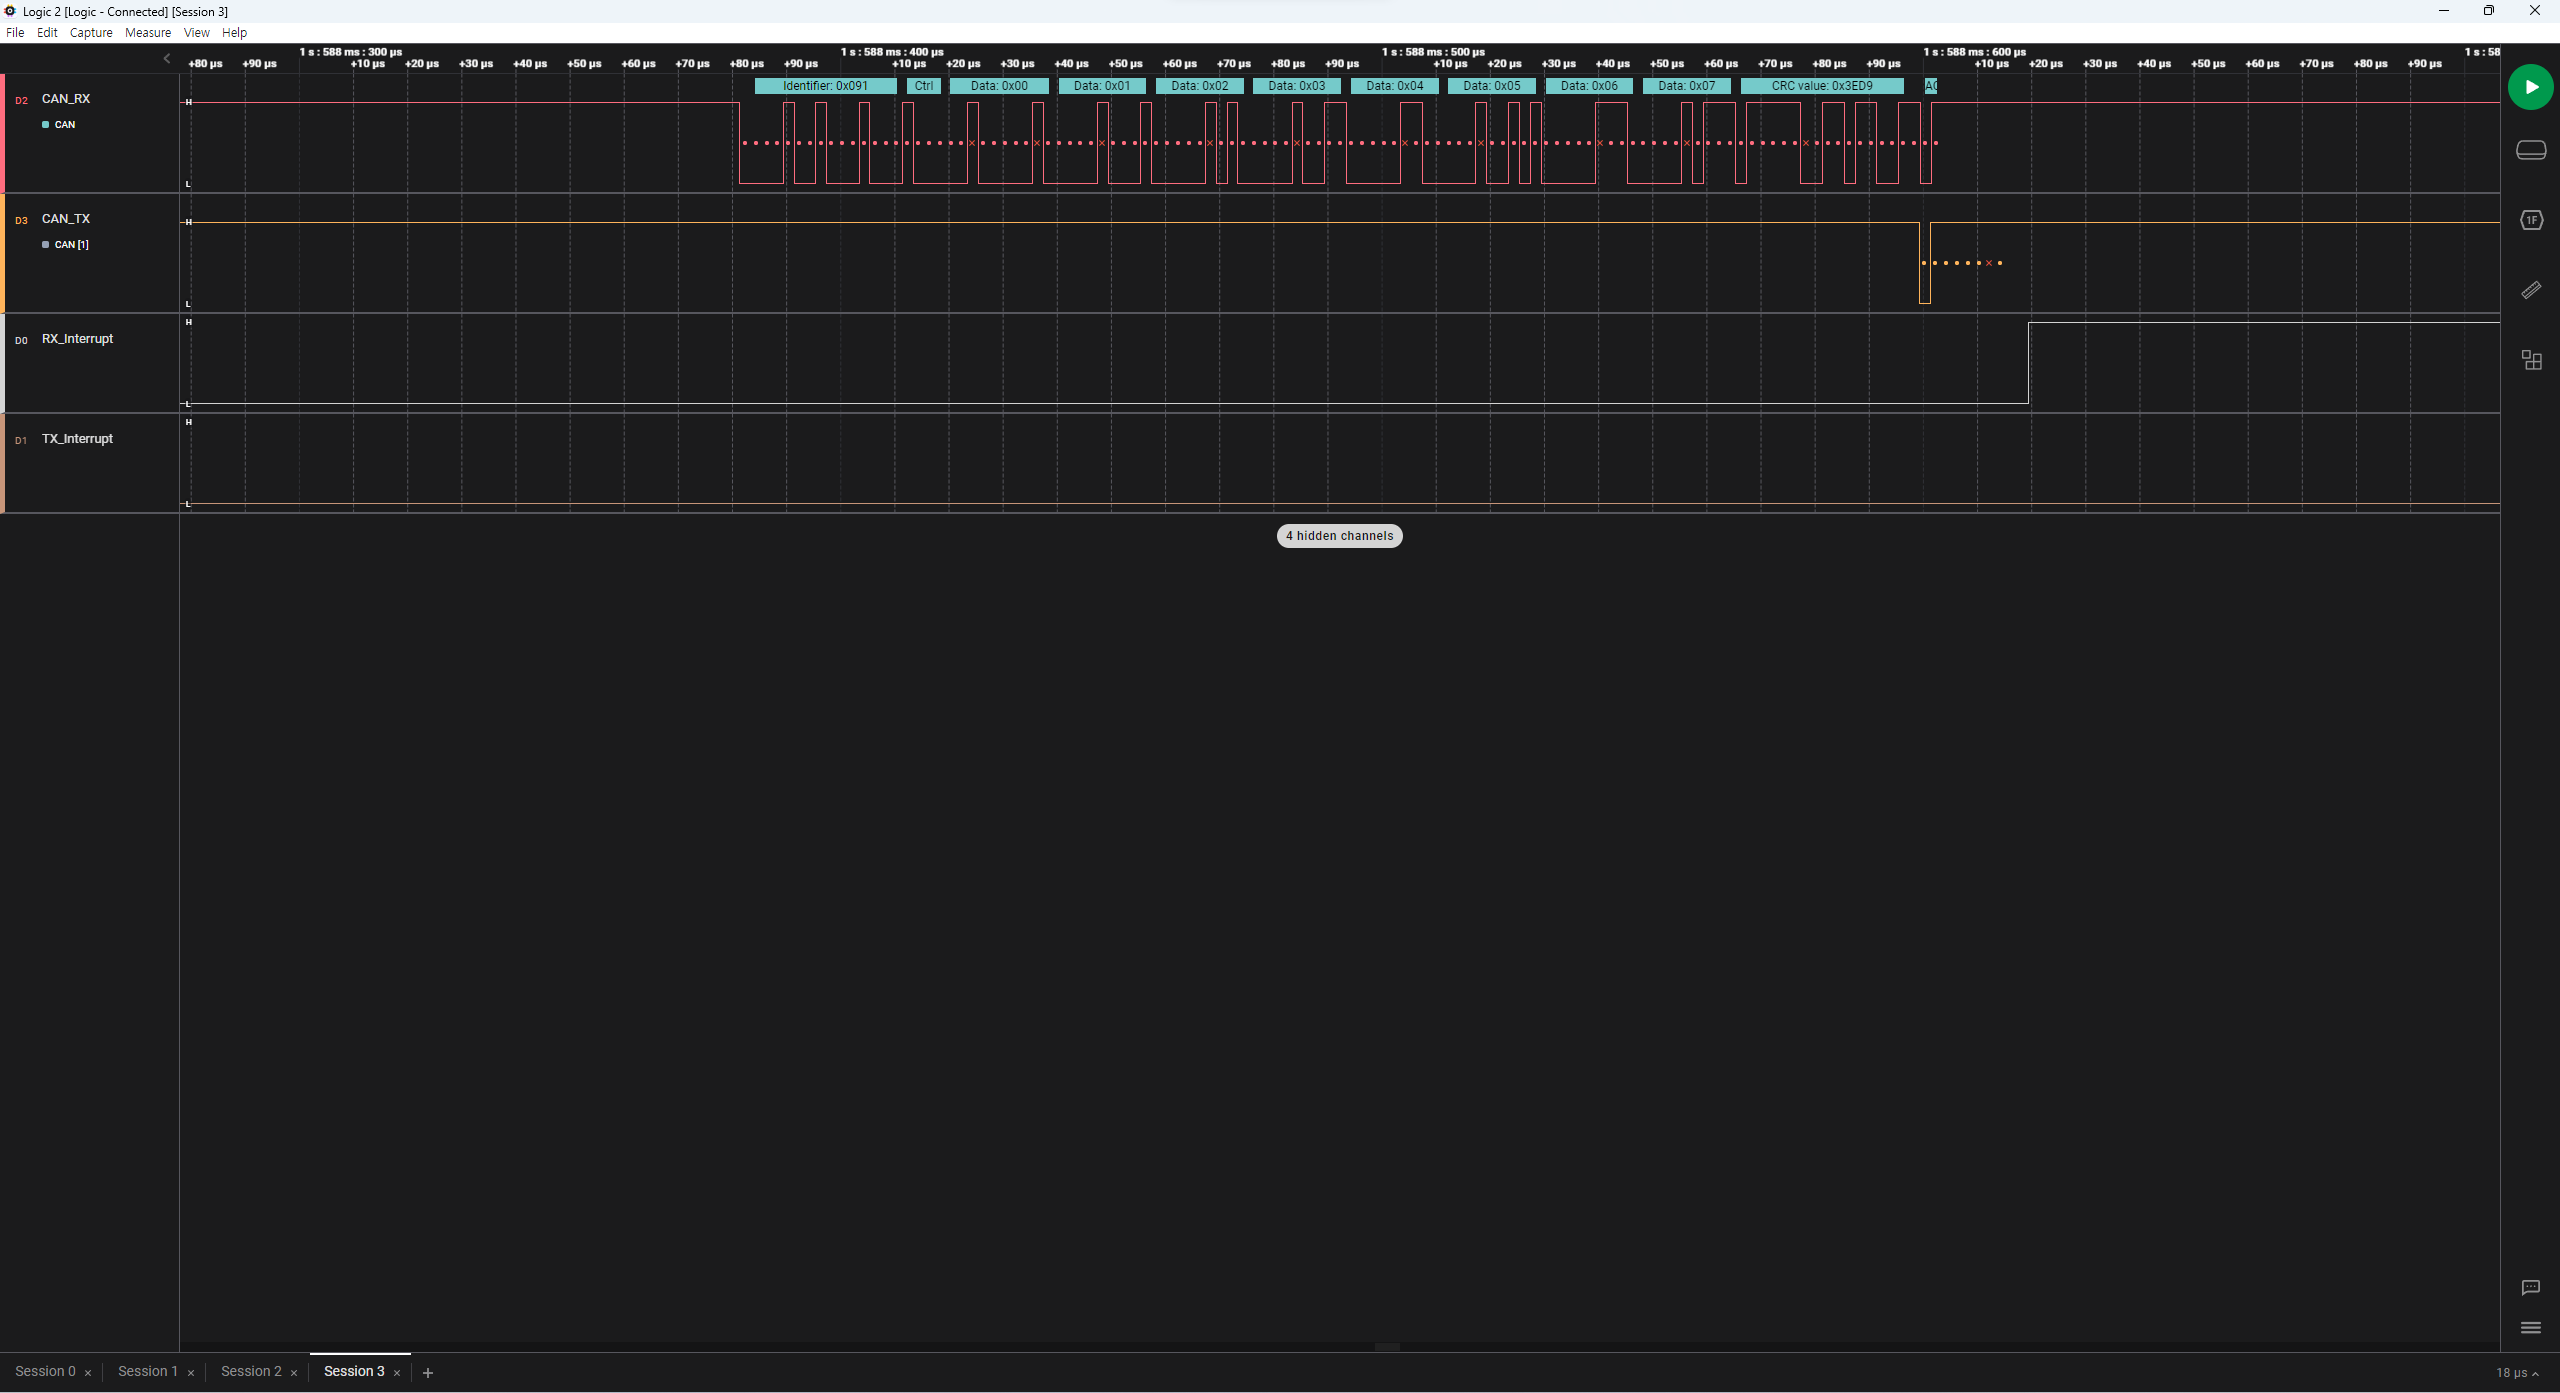 Logic 2 [Logic - Connected] [Session 3]
File Edit Capture Measure View Help
1 s : 588 ms : 300 µs 1 s : 588 ms : 400 µs 1 s : 588 ms : 500 µs 1 s : 588 ms : 600 µs 1 s : 58
+80 µs +90 µs +10 µs +20 µs +30 µs +40 µs +50 µs +60 µs +70 µs +80 µs +90 µs +10 µs +20 µs +30 µs +40 µs +50 µs +60 µs +70 µs +80 µs +90 µs +10 µs +20 µs +30 µs +40 µs +50 µs +60 µs +70 µs +80 µs +90 µs +10 µs +20 µs +30 µs +40 µs +50 µs +60 µs +70 µs +80 µs +90 µs
Identifier: 0x091 Ctrl Data: 0x00 Data: 0x01 Data: 0x02 Data: 0x03 Data: 0x04 Data: 0x05 Data: 0x06 Data: 0x07 CRC value: 0x3ED9 AC
D2 CAN_RX H
CAN
L
D3 CAN_TX H
CAN [1]
L
H
D0 RX_Interrupt
L
H
D1 TX_Interrupt
L
4 hidden channels
1F
Session 0 × Session 1 × Session 2 × Session 3 × +
18 µs